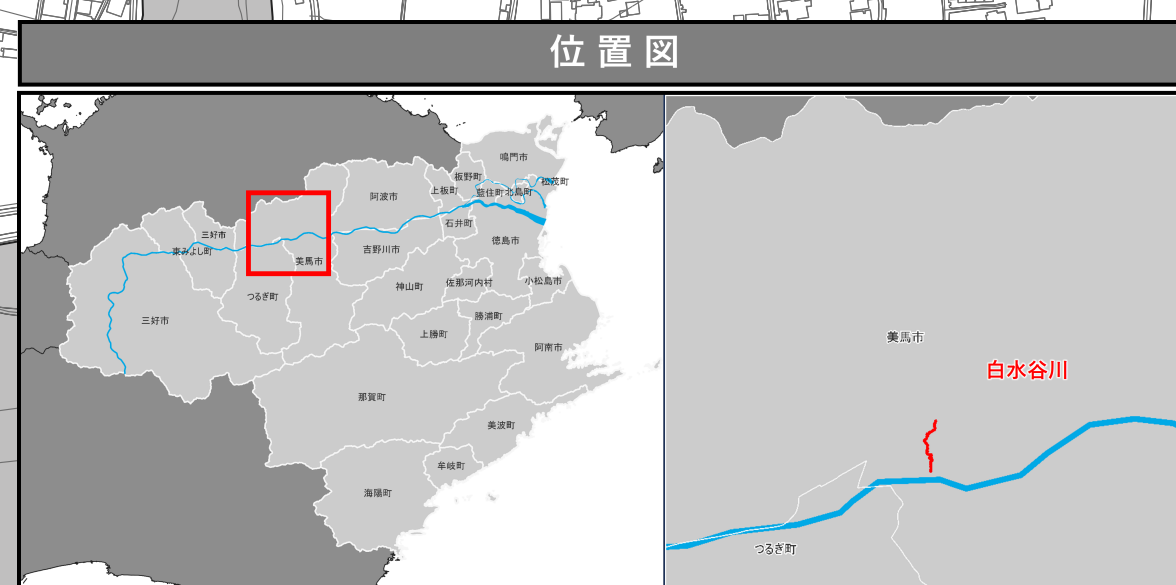 位置図
鳴門市
板野町
松茂町
上板町
藍住町
北島町
阿波市
石井町
三好市
徳島市
東みよし町
吉野川市
美馬市
小松島市
佐那河内村
神山町
つるぎ町
勝浦町
三好市
上勝町
阿南市
那賀町
美波町
牟岐町
海陽町
美馬市
白水谷川
つるぎ町